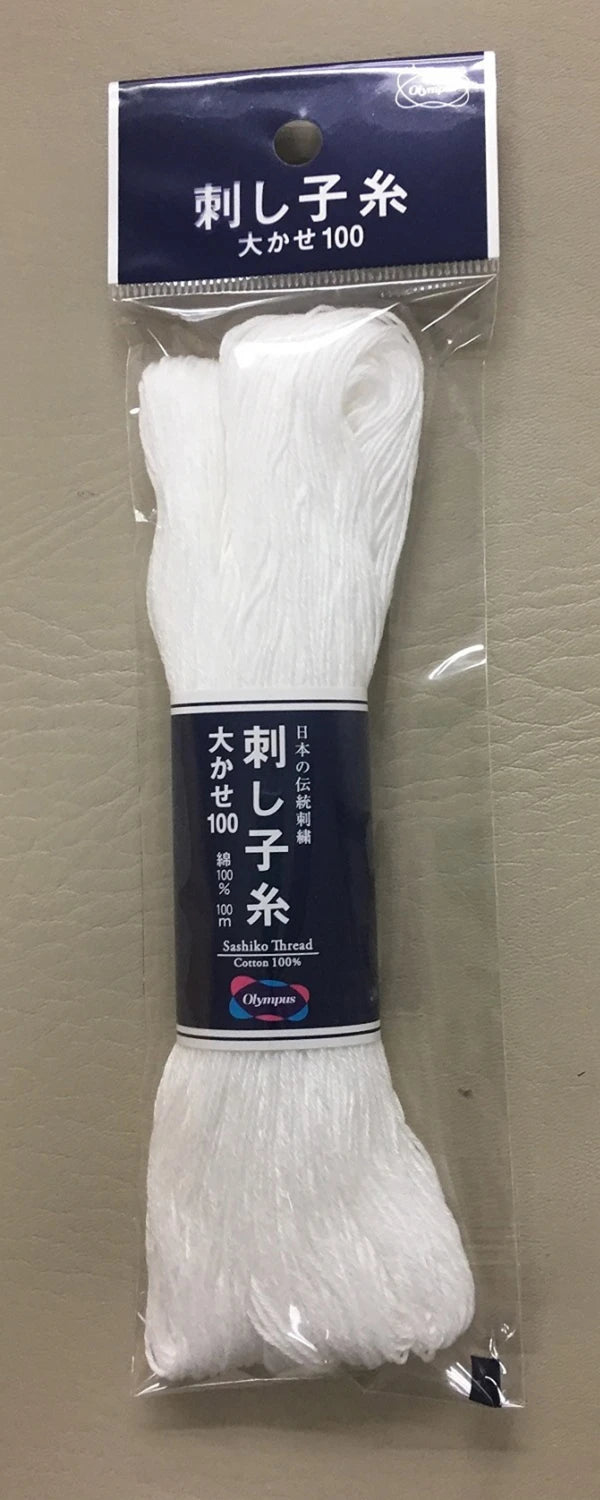 Olympus
刺し子糸
大かせ100
日本の伝統刺繍
刺し子糸
大かせ100
綿100% 100m
Sashiko Thread
Cotton 100%
Olympus